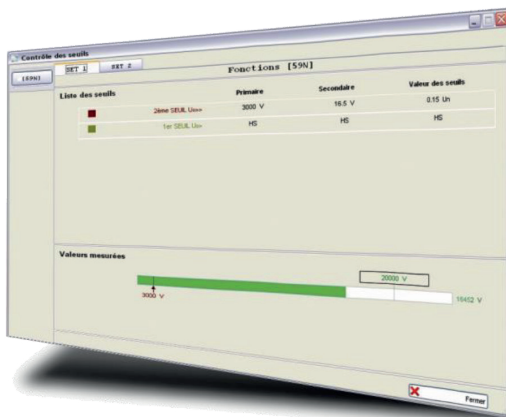 Contrôle des seuils
[59N]
SET 1 SET 2
Fonctions [59N]
Liste des seuils Primaire Secondaire Valeur des seuils
2ème SEUIL 3000 V 16.5 V 0.15 Un
1er SEUIL HS HS HS
Valeurs mesurées
20000 V
3000 V
V
Fermer